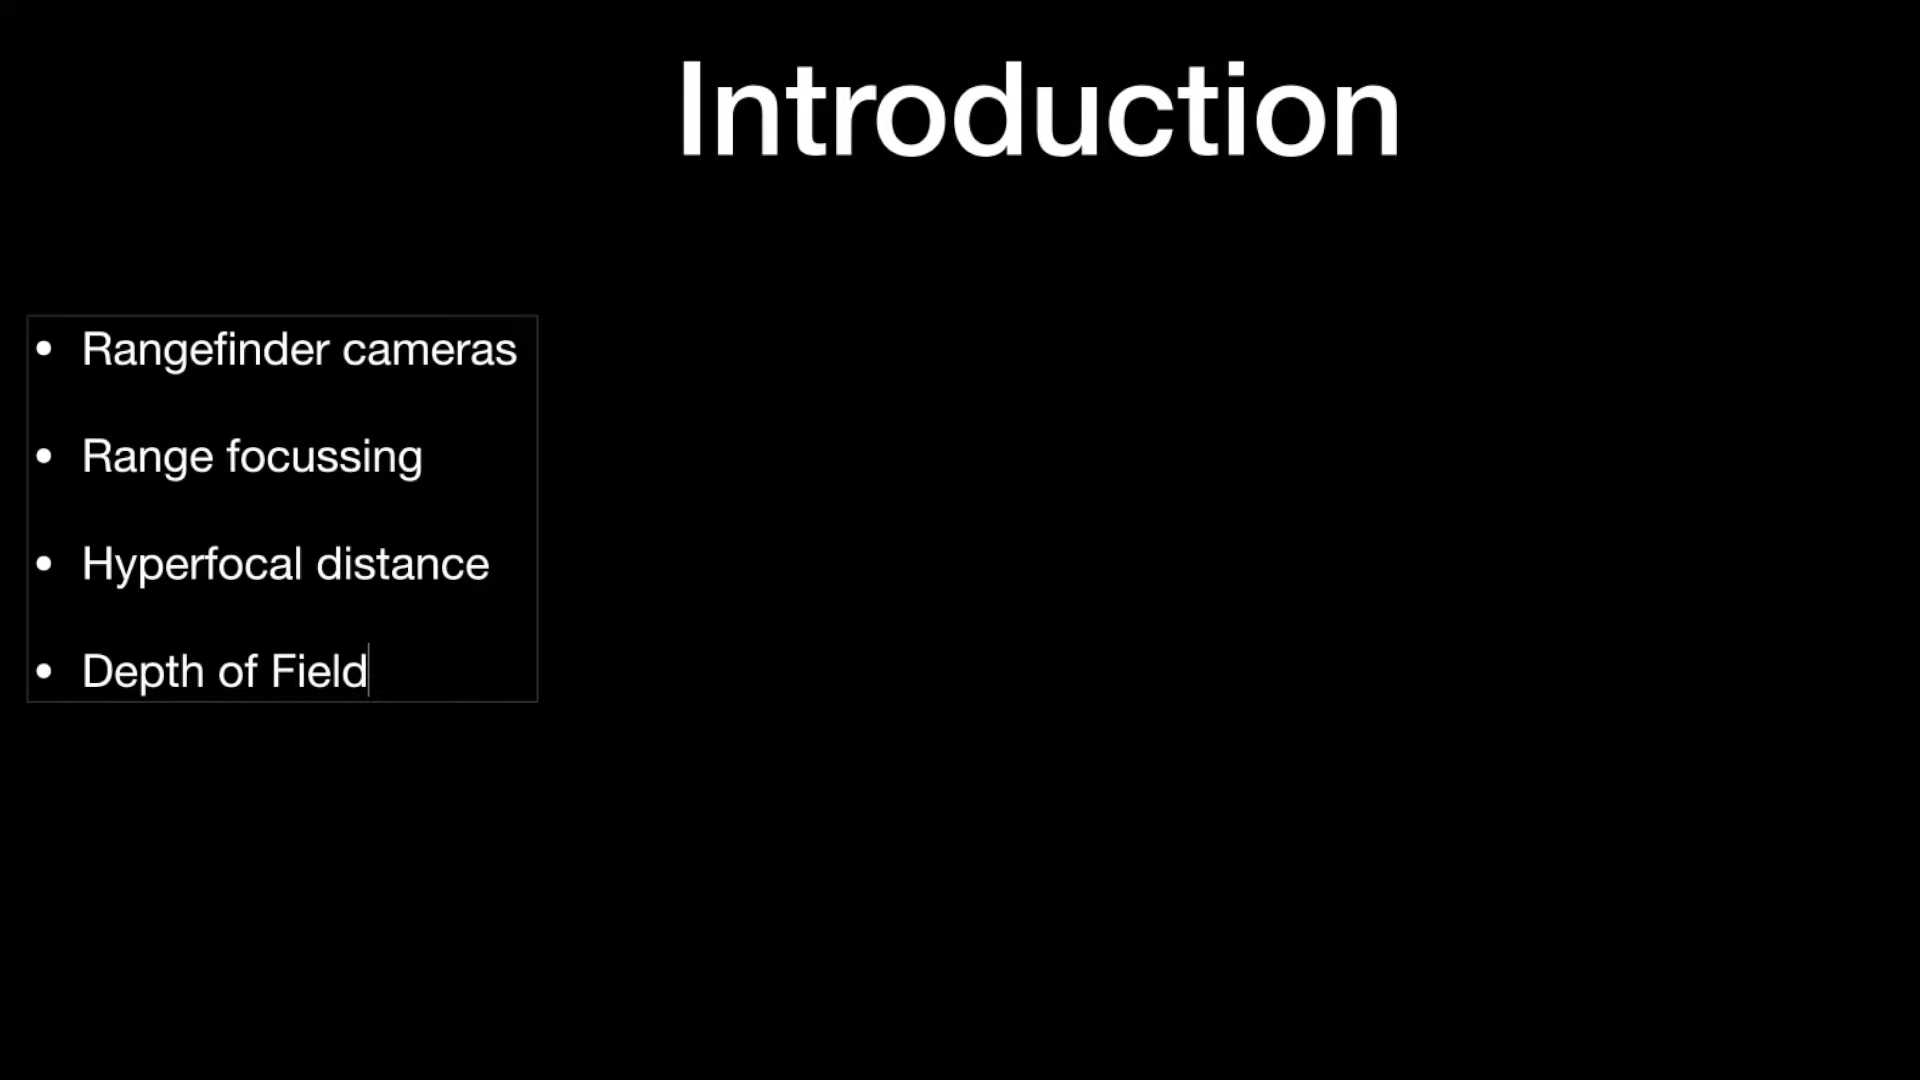 Introduction
• Rangefinder cameras
• Range focussing
• Hyperfocal distance
• Depth of Field